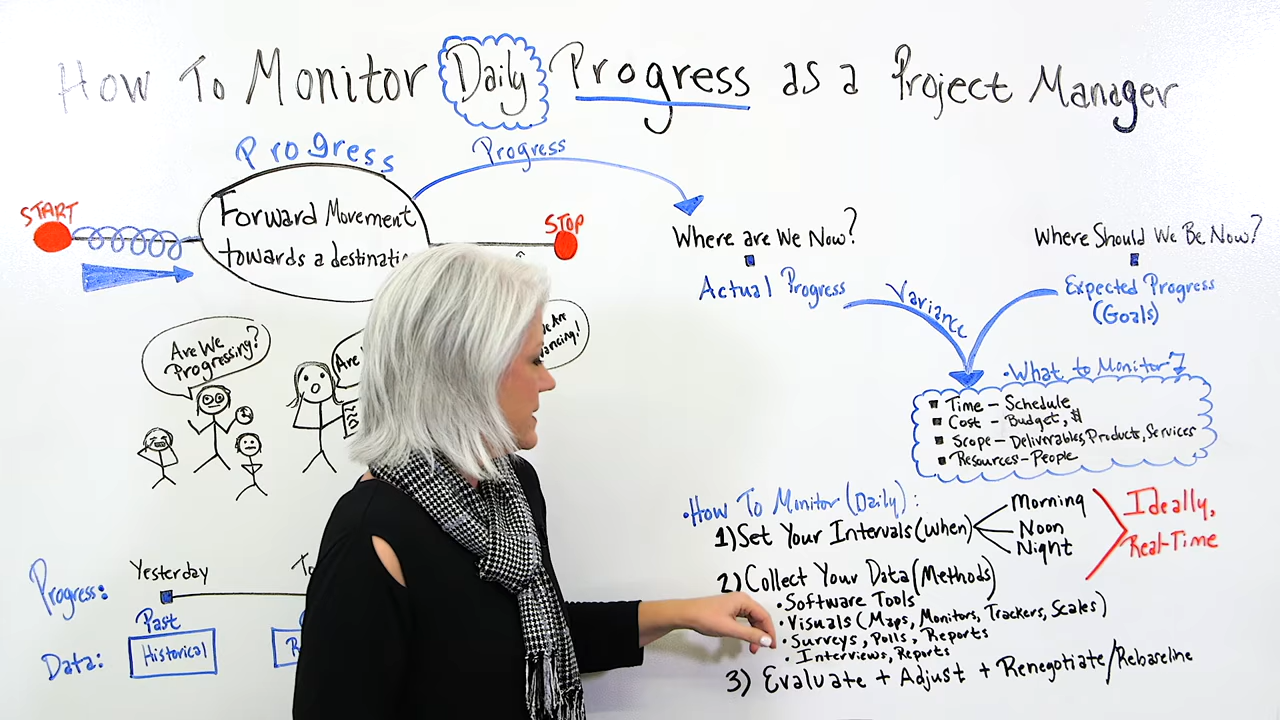 How To Monitor Daily Progress as a Project Manager
Progress
Progress
START
Forward Movement
towards a
STOP
Where are We Now?
Actual Progress
Variance
Where Should We Be Now?
Expected Progress
(Goals)
Are We
Progressing?
Are
Are
•What to Monitor?
Time - Schedule
Cost - Budget, $
Scope - Deliverables, Products, Services
Resources - People
•How To Monitor (Daily):
1) Set Your Intervals (When)
Morning
Noon
Night
Ideally,
Real-Time
2) Collect Your Data (Methods)
• Software Tools
• Visuals (Maps, Monitors, Trackers, Scales)
• Surveys, Polls, Reports
• Interviews, Reports
3) Evaluate + Adjust + Renegotiate/Rebaseline
Progress:
Yesterday
Past
Data:
Historical